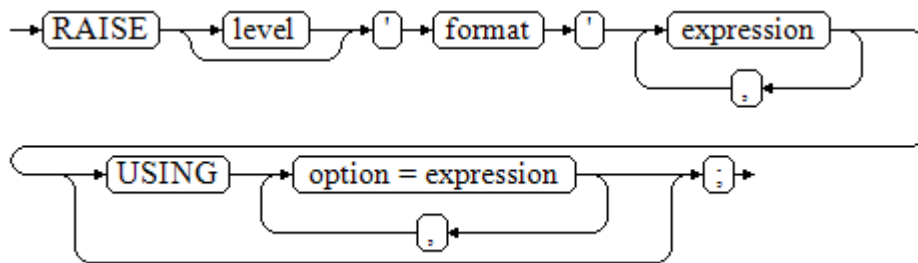 RAISE level ' format ' expression
,
USING option = expression ;
,